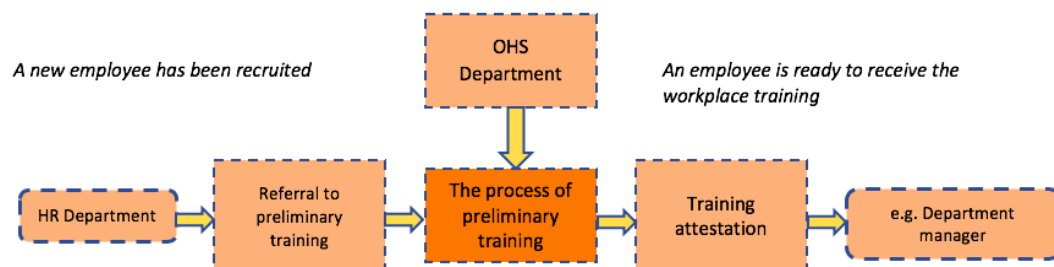 OHS
Department
A new employee has been recruited
An employee is ready to receive the
workplace training
HR Department
Referral to
preliminary
training
The process of
preliminary
training
Training
attestation
e.g. Department
manager